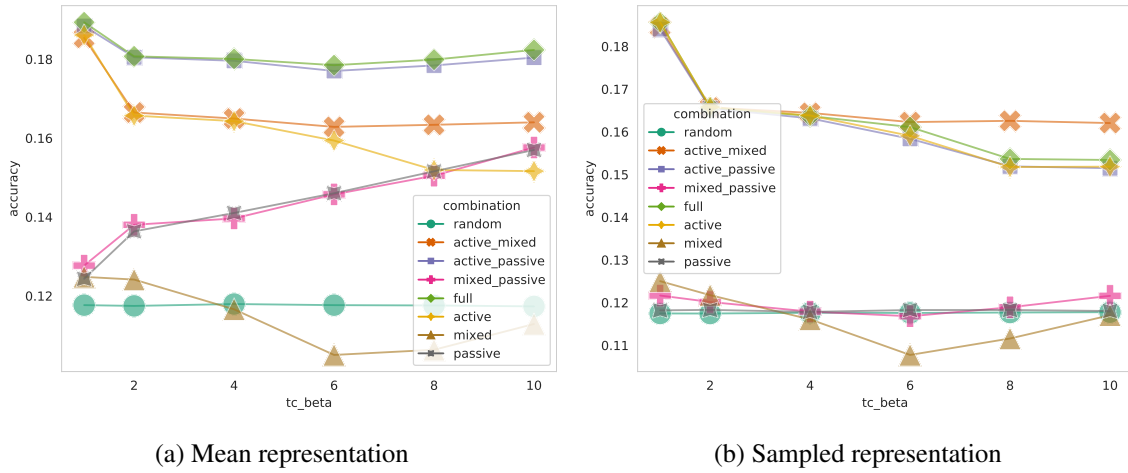 0.18
0.16
0.14
0.12
accuracy
2
4
6
8
10
tc_beta
combination
random
active_mixed
active_passive
mixed_passive
full
active
mixed
passive
(a) Mean representation
0.18
0.17
0.16
0.15
0.14
0.13
0.12
0.11
accuracy
2
4
6
8
10
tc_beta
combination
random
active_mixed
active_passive
mixed_passive
full
active
mixed
passive
(b) Sampled representation